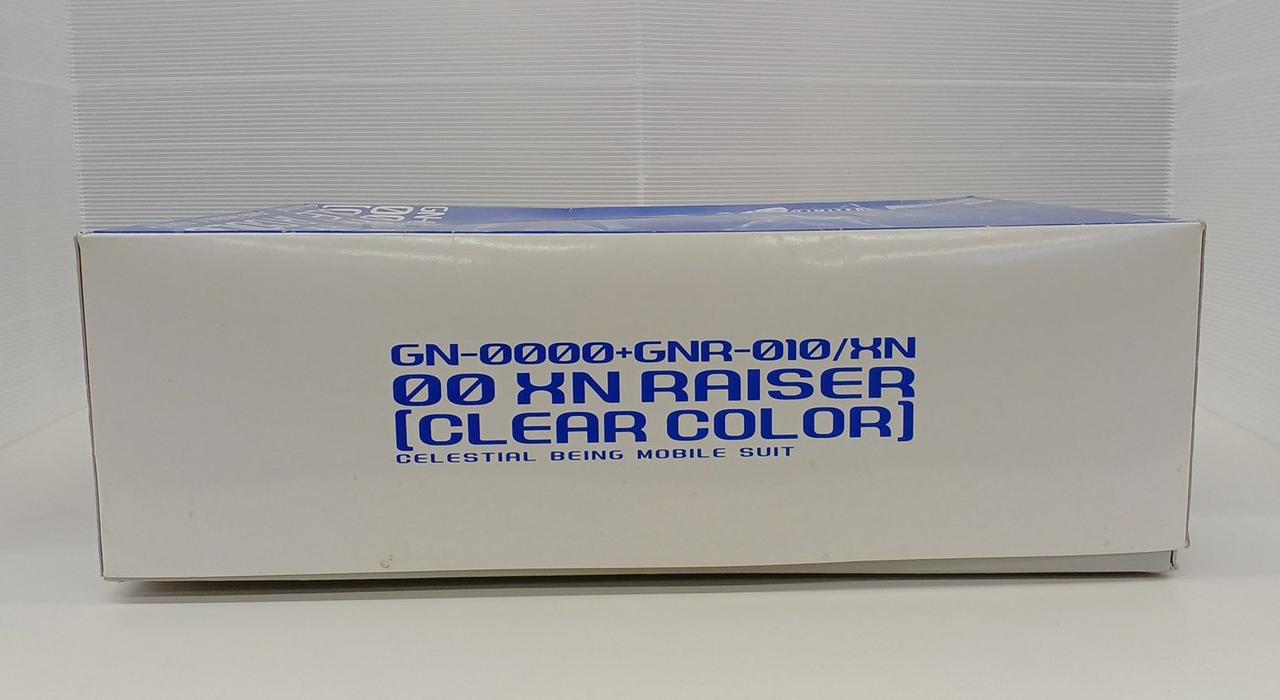 GN-0000+GNR-010/XN
00 XN RAISER
[CLEAR COLOR]
CELESTIAL BEING MOBILE SUIT